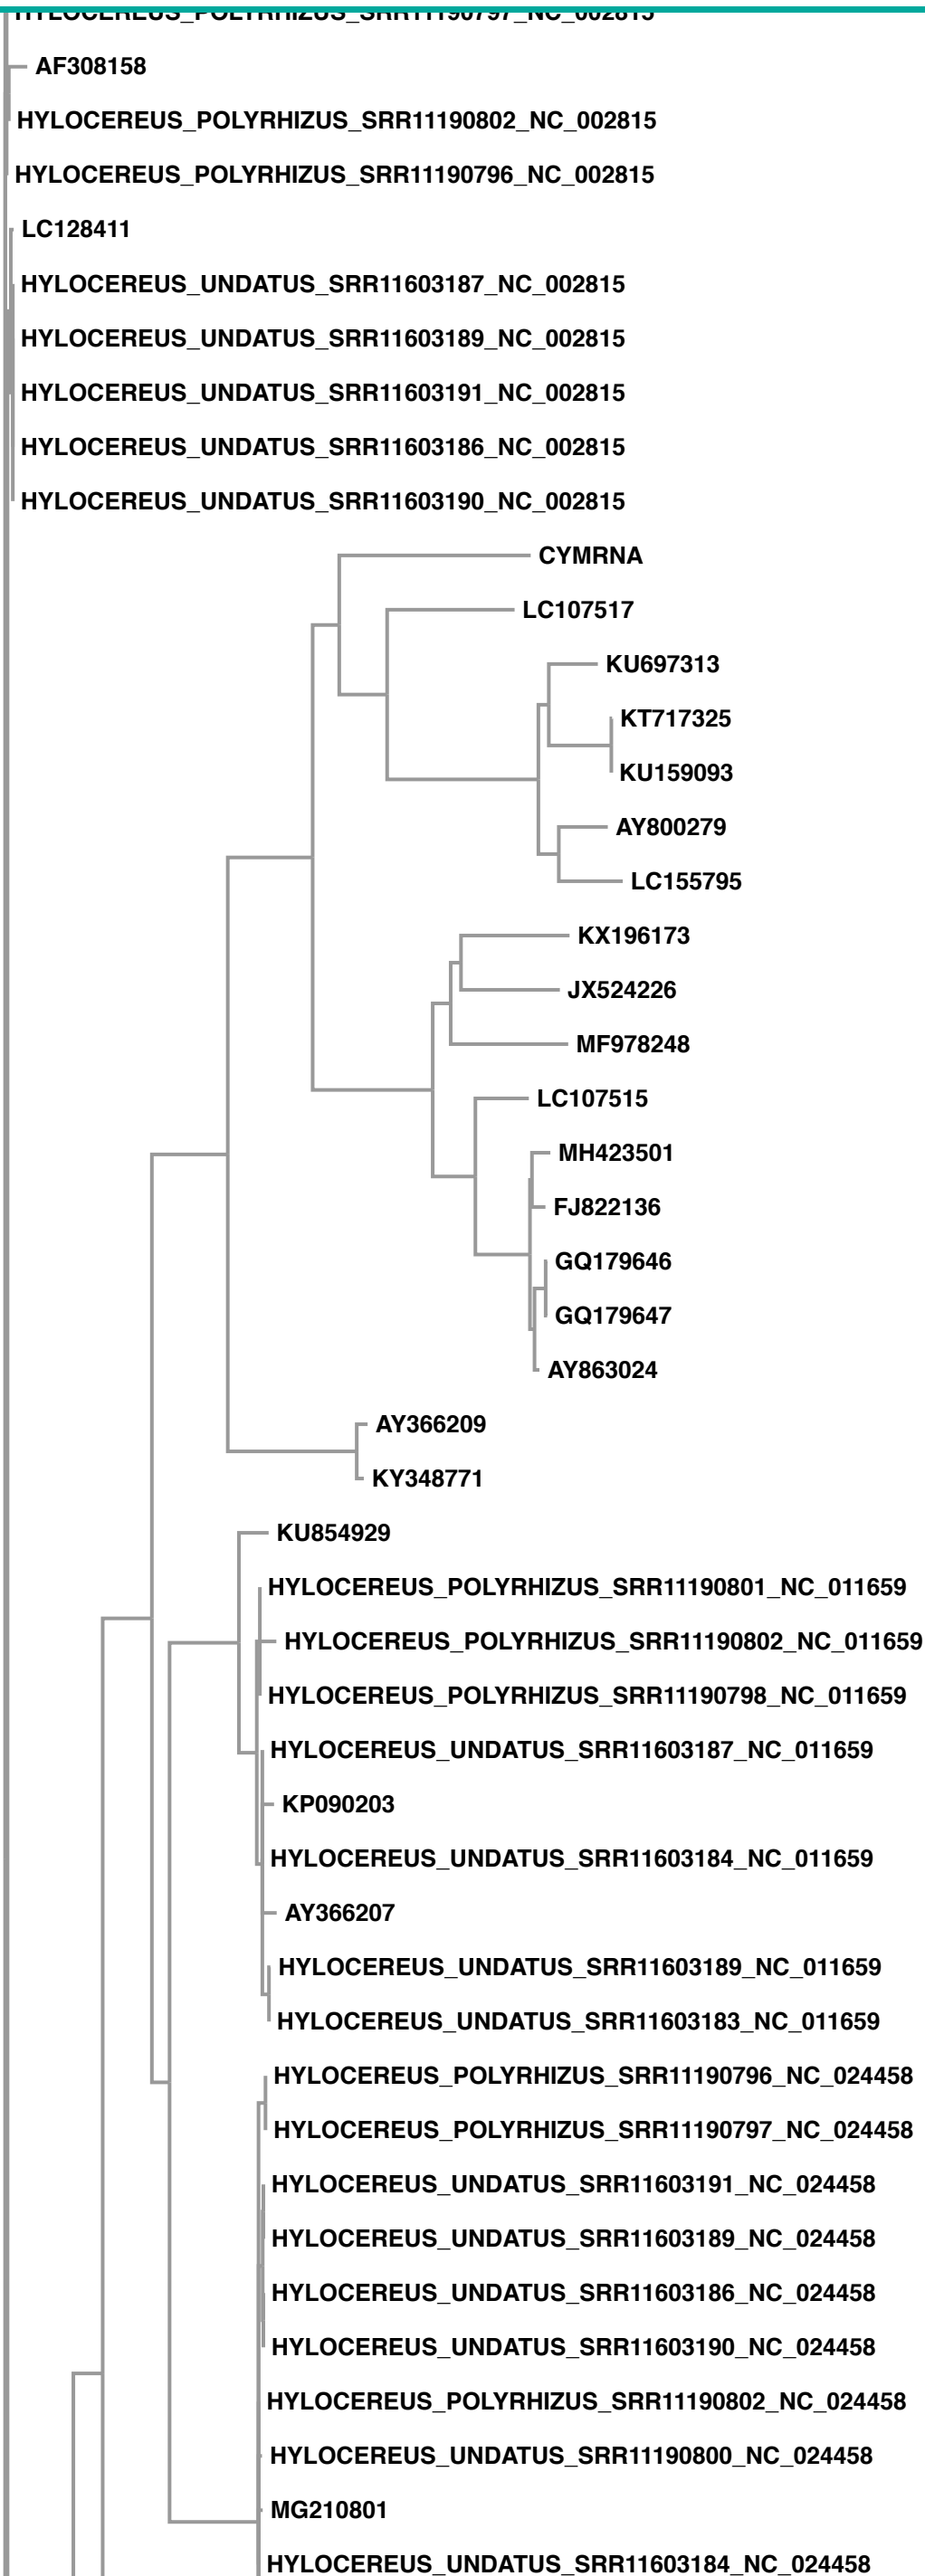 HYLOCEREUS_POLYRHIZUS_SRR11190797_NC_002815
AF308158
HYLOCEREUS_POLYRHIZUS_SRR11190802_NC_002815
HYLOCEREUS_POLYRHIZUS_SRR11190796_NC_002815
LC128411
HYLOCEREUS_UNDATUS_SRR11603187_NC_002815
HYLOCEREUS_UNDATUS_SRR11603189_NC_002815
HYLOCEREUS_UNDATUS_SRR11603191_NC_002815
HYLOCEREUS_UNDATUS_SRR11603186_NC_002815
HYLOCEREUS_UNDATUS_SRR11603190_NC_002815
CYMRNA
LC107517
KU697313
KT717325
KU159093
AY800279
LC155795
KX196173
JX524226
MF978248
LC107515
MH423501
FJ822136
GQ179646
GQ179647
AY863024
AY366209
KY348771
KU854929
HYLOCEREUS_POLYRHIZUS_SRR11190801_NC_011659
HYLOCEREUS_POLYRHIZUS_SRR11190802_NC_011659
HYLOCEREUS_POLYRHIZUS_SRR11190798_NC_011659
HYLOCEREUS_UNDATUS_SRR11603187_NC_011659
KP090203
HYLOCEREUS_UNDATUS_SRR11603184_NC_011659
AY366207
HYLOCEREUS_UNDATUS_SRR11603189_NC_011659
HYLOCEREUS_UNDATUS_SRR11603183_NC_011659
HYLOCEREUS_POLYRHIZUS_SRR11190796_NC_024458
HYLOCEREUS_POLYRHIZUS_SRR11190797_NC_024458
HYLOCEREUS_UNDATUS_SRR11603191_NC_024458
HYLOCEREUS_UNDATUS_SRR11603189_NC_024458
HYLOCEREUS_UNDATUS_SRR11603186_NC_024458
HYLOCEREUS_UNDATUS_SRR11603190_NC_024458
HYLOCEREUS_POLYRHIZUS_SRR11190802_NC_024458
HYLOCEREUS_UNDATUS_SRR11190800_NC_024458
MG210801
HYLOCEREUS_UNDATUS_SRR11603184_NC_024458